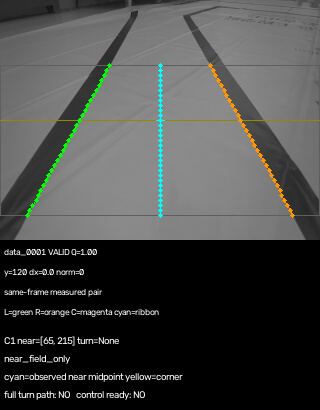 data_0001 VALID Q=1.00
y=120 dx=0.0 norm=0
same-frame measured pair
L=green R=orange C=magenta cyan=ribbon
C1 near=[65, 215] turn=None
near_field_only
cyan=observed near midpoint yellow=corner
full turn path: NO control ready: NO